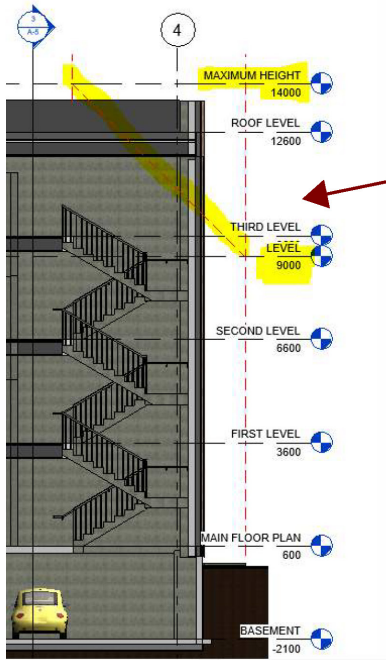 3
A-5
4
MAXIMUM HEIGHT
14000
ROOF LEVEL
12600
THIRD LEVEL
LEVEL
9000
SECOND LEVEL
6600
FIRST LEVEL
3600
MAIN FLOOR PLAN
600
BASEMENT
-2100